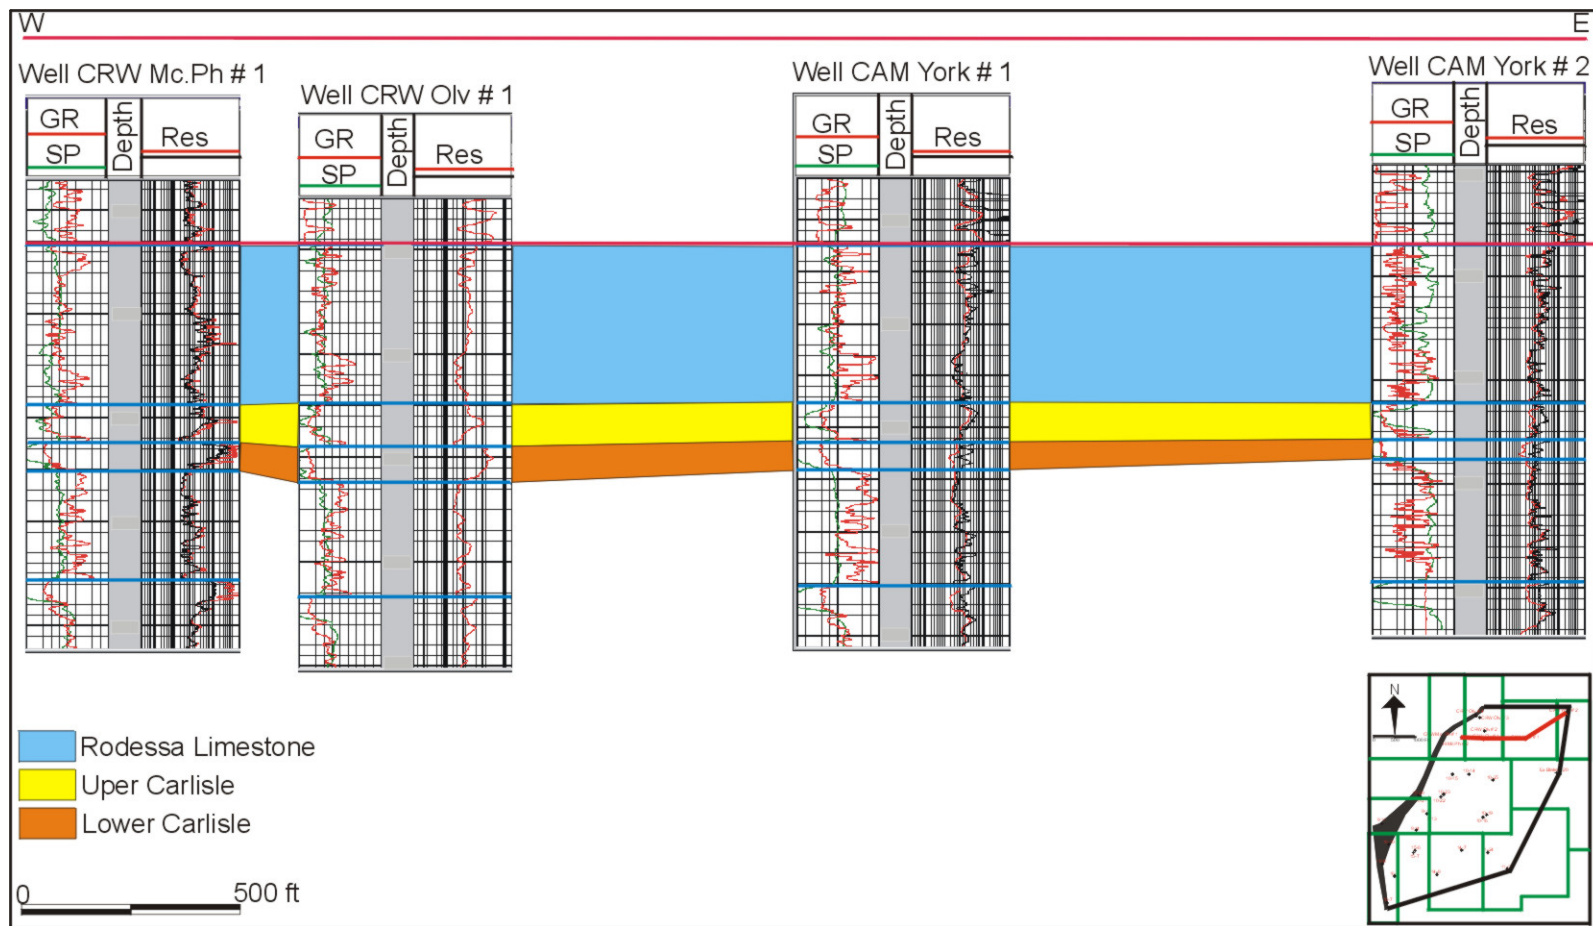 W E
Well CRW Mc.Ph # 1
Well CRW Olv # 1
Well CAM York # 1
Well CAM York # 2
GR
SP
Depth
Res
GR
SP
Depth
Res
GR
SP
Depth
Res
GR
SP
Depth
Res
Rodessa Limestone
Uper Carlisle
Lower Carlisle
0 500 ft
N